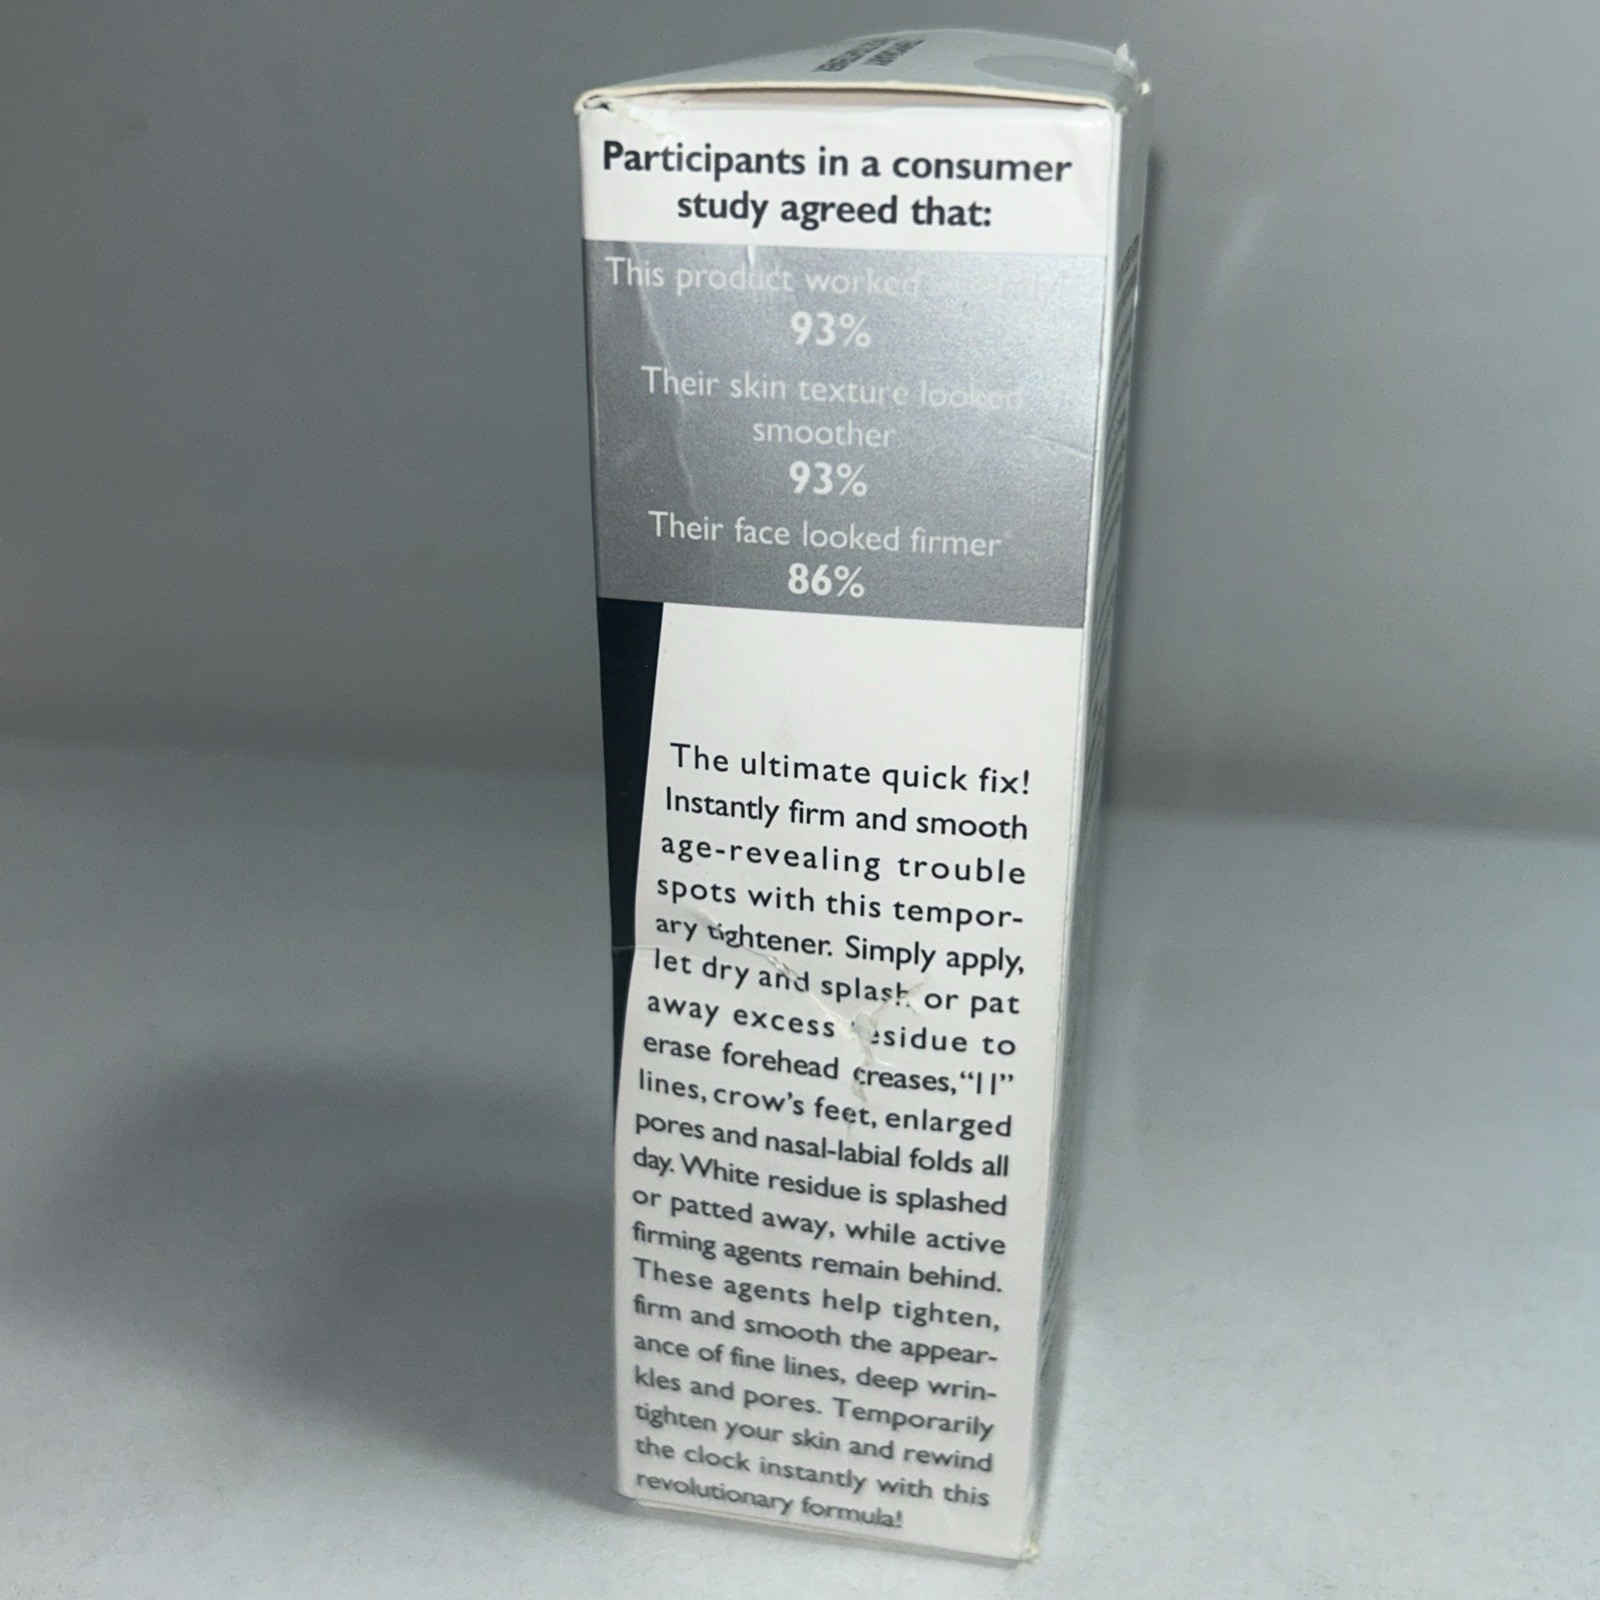 Participants in a consumer
study agreed that:
This product worked
93%
Their skin texture looked
smoother
93%
Their face looked firmer
86%
The ultimate quick fix!
Instantly firm and smooth
age-revealing trouble
spots with this tempor-
ary tightener. Simply apply,
let dry and splash or pat
away excess residue to
erase forehead creases, “11”
lines, crow’s feet, enlarged
pores and nasal-labial folds all
day. White residue is splashed
or patted away, while active
firming agents remain behind.
These agents help tighten,
firm and smooth the appear-
ance of fine lines, deep wrin-
kles and pores. Temporarily
tighten your skin and rewind
the clock instantly with this
revolutionary formula!